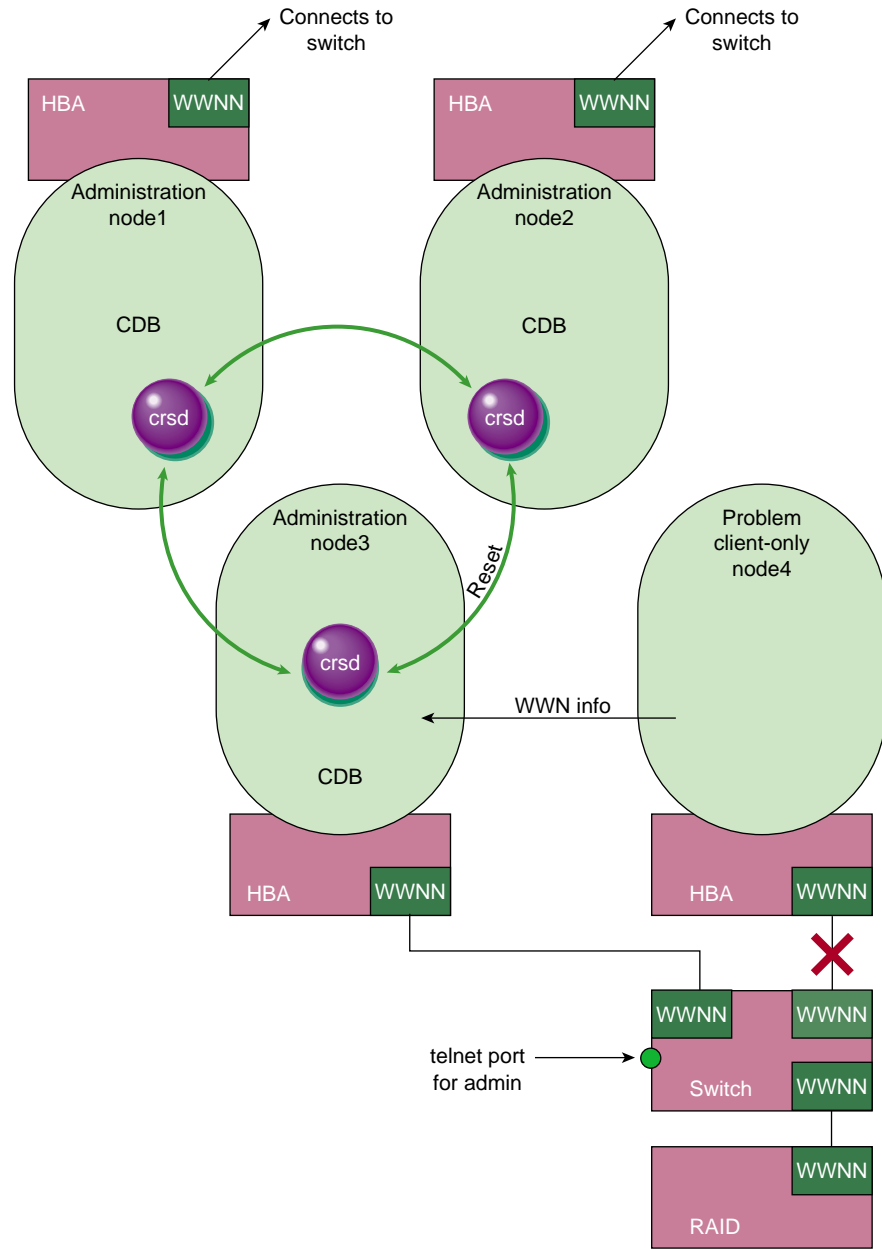 Connects to
switch
Connects to
switch
HBA
WWNN
HBA
WWNN
Administration
node1
Administration
node2
CDB
CDB
crsd
crsd
Administration
node3
Problem
client-only
node4
Reset
crsd
WWN info
CDB
HBA
WWNN
HBA
WWNN
WWNN
WWNN
telnet port
for admin
Switch
WWNN
WWNN
RAID